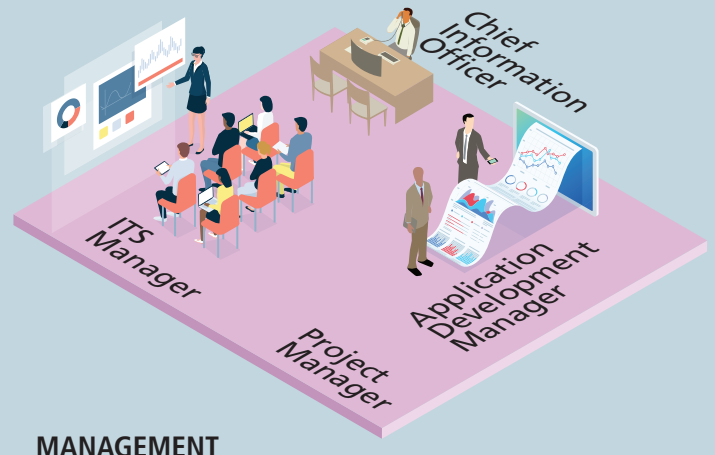 Chief
Information
Officer
ITS
Manager
Application
Development
Manager
Project
Manager
MANAGEMENT